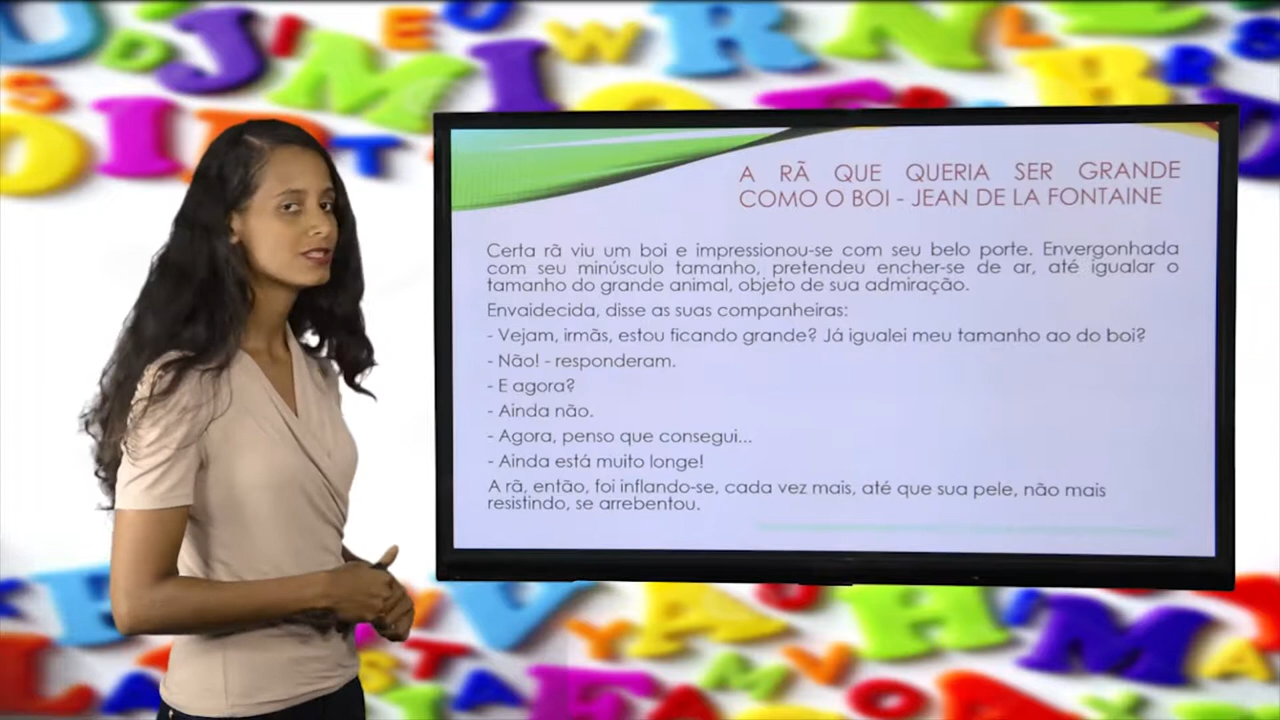 A RÃ QUE QUERIA SER GRANDE
COMO O BOI - JEAN DE LA FONTAINE
Certa rã viu um boi e impressionou-se com seu belo porte. Envergonhada
com seu minúsculo tamanho, pretendeu encher-se de ar, até igualar o
tamanho do grande animal, objeto de sua admiração.
Envaidecida, disse as suas companheiras:
- Vejam, irmãs, estou ficando grande? Já igualei meu tamanho ao do boi?
- Não! - responderam.
- E agora?
- Ainda não.
- Agora, penso que consegui...
- Ainda está muito longe!
A rã, então, foi inflando-se, cada vez mais, até que sua pele, não mais
resistindo, se arrebentou.